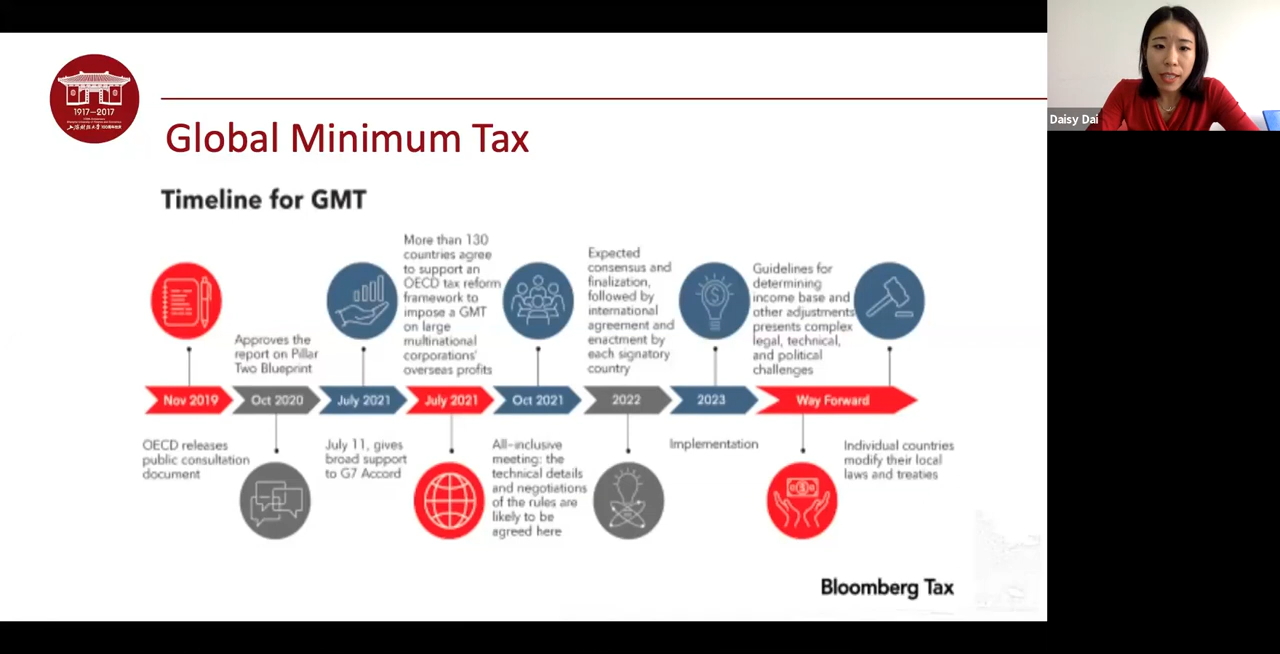 1917–2017
上海财经大学
Global Minimum Tax
Timeline for GMT
More than 130
countries agree
to support an
OECD tax reform
framework to
impose a GMT
on large
multinational
corporations'
overseas profits
Expected
consensus and
finalization,
followed by
international
agreement and
enactment by
each signatory
country
Guidelines for
determining
income base and
other adjustments
presents complex
legal, technical,
and political
challenges
Approves the
report on Pillar
Two Blueprint
Nov 2019
Oct 2020
July 2021
July 2021
Oct 2021
2022
2023
Way Forward
OECD releases
public consultation
document
July 11, gives
broad support
to G7 Accord
All-inclusive
meeting: the
technical details
and negotiations
of the rules are
likely to be
agreed here
Implementation
Individual countries
modify their local
laws and treaties
Bloomberg Tax
Daisy Dai